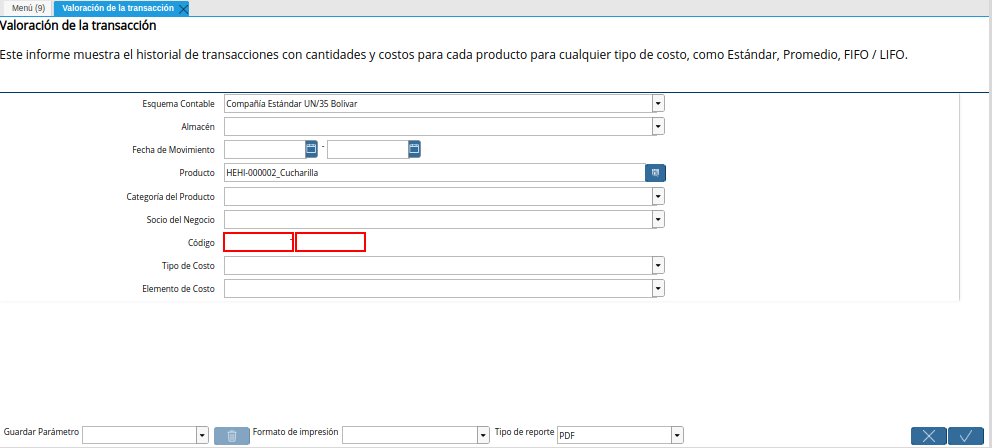 Menú (9) Valoración de la transacción
Valoración de la transacción
Este informe muestra el historial de transacciones con cantidades y costos para cada producto para cualquier tipo de costo, como Estándar, Promedio, FIFO / LIFO.
Esquema Contable Compañía Estándar UN/35 Bolivar
Almacén
Fecha de Movimiento -
Producto HEHI-000002_Cucharilla
Categoría del Producto
Socio del Negocio
Código -
Tipo de Costo
Elemento de Costo
Guardar Parámetro Formato de impresión Tipo de reporte PDF